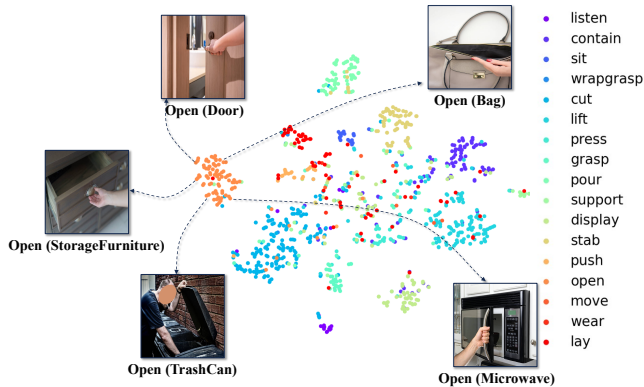 Open (Door)
Open (Bag)
Open (StorageFurniture)
Open (TrashCan)
Open (Microwave)
listen
contain
sit
wrapgrasp
cut
lift
press
grasp
pour
support
display
stab
push
open
move
wear
lay